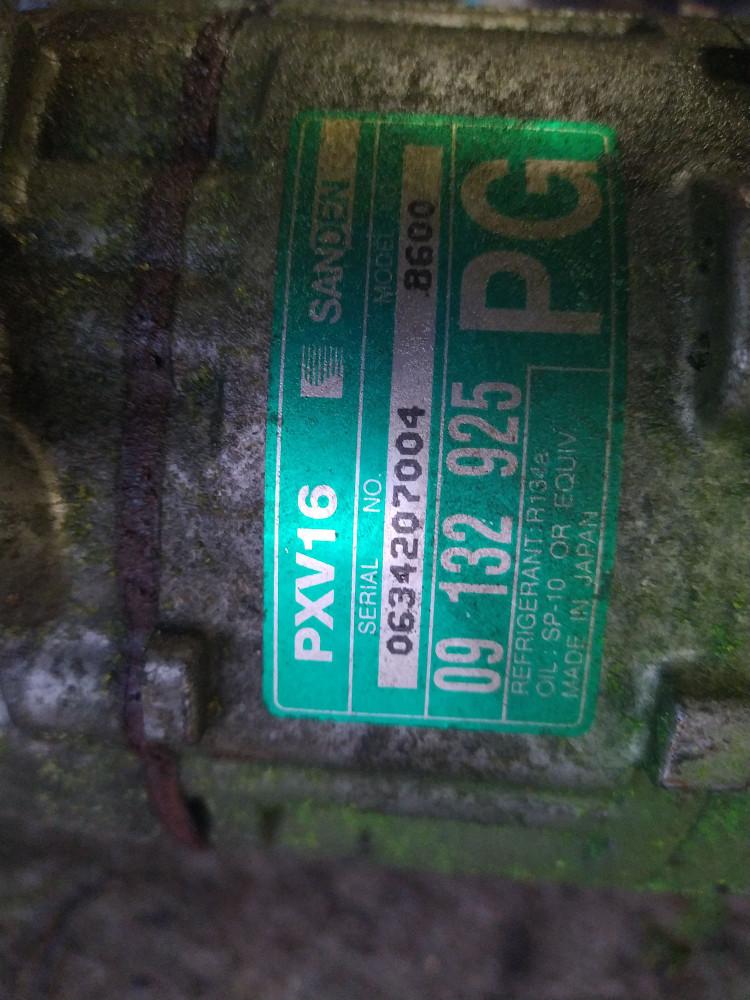 PXV16 SANDEN
SERIAL NO. MODEL NO.
0634207004 8600
09 132 925 PG
REFRIGERANT: R134a
OIL : SP-10 OR EQUIV.
MADE IN JAPAN